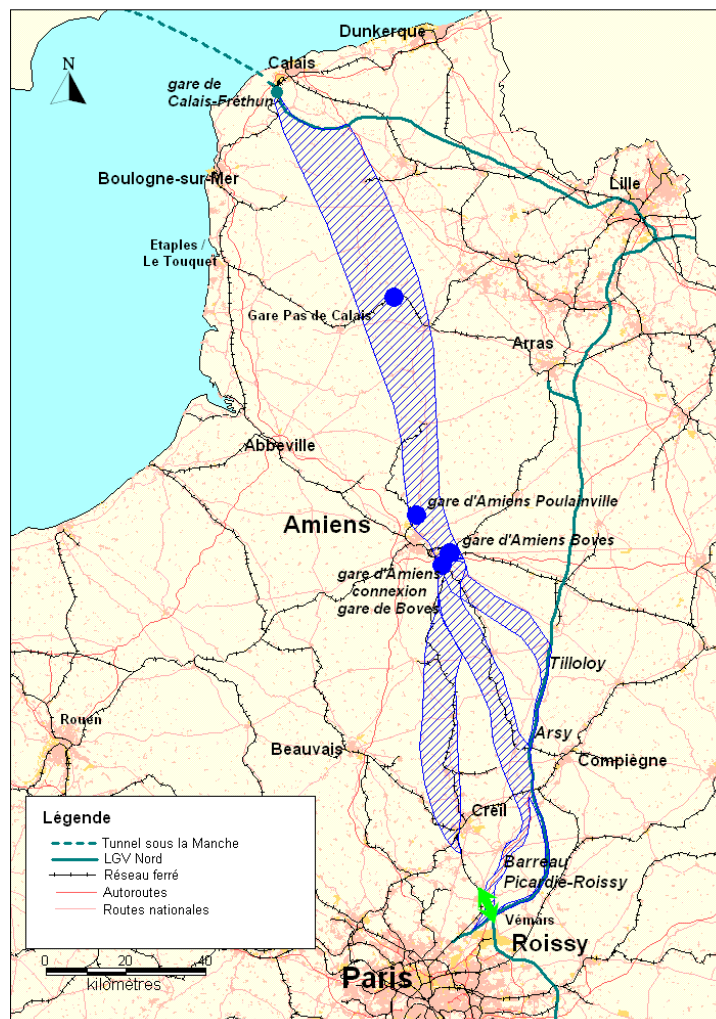 Dunkerque
Calais
N
gare de
Calais-Fréthun
Boulogne-sur-Mer
Lille
Etaples /
Le Touquet
Gare Pas de Calais
Arras
Abbeville
gare d'Amiens Poulainville
Amiens
gare d'Amiens Boves
gare d'Amiens
connexion
gare de Boves
Tilloloy
Rouen
Arsy
Beauvais
Compiègne
Creil
Légende
Tunnel sous la Manche
LGV Nord
Réseau ferré
Autoroutes
Routes nationales
Barreau
Picardie-Roissy
Vémars
Roissy
Paris
0 20 40
kilomètres